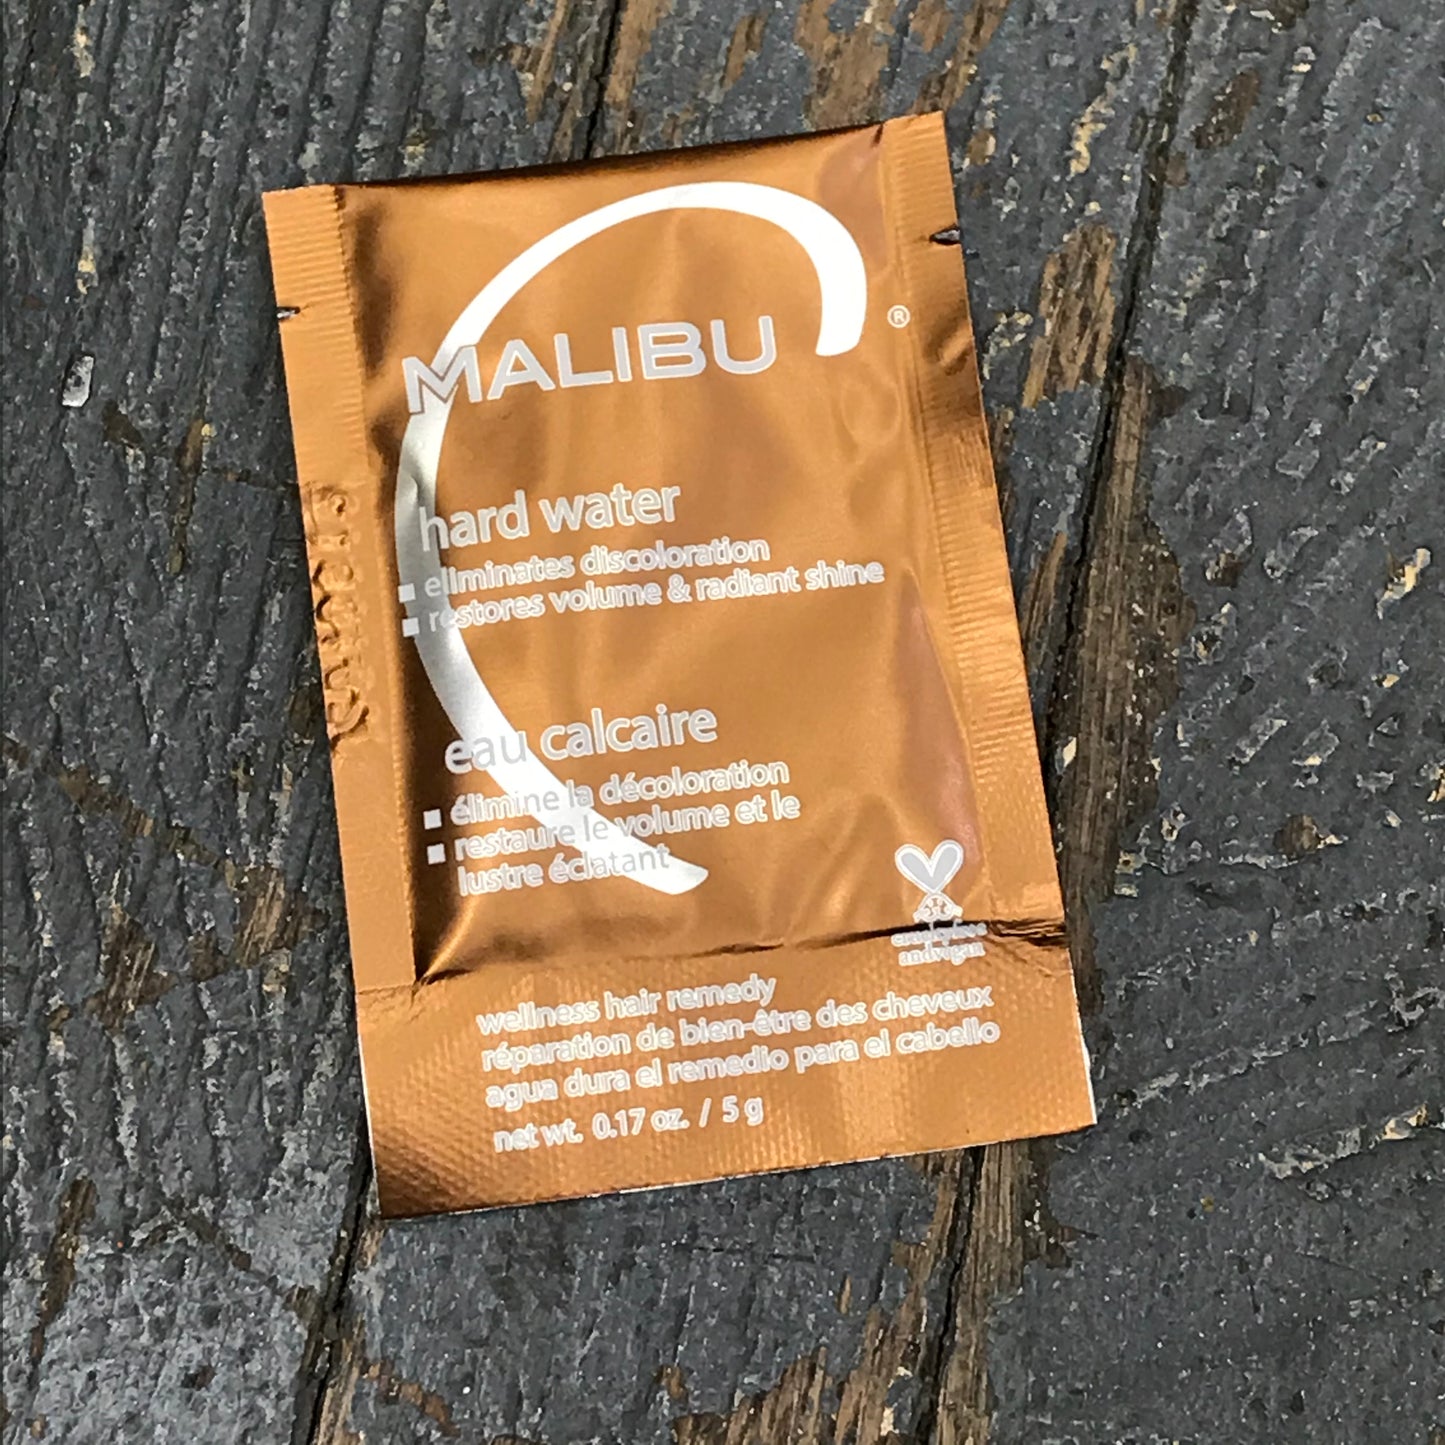 MALIBU
®
hard water
▪ eliminates discoloration
▪ restores volume & radiant shine
eau calcaire
▪ élimine la décoloration
▪ restaure le volume et le
lustre éclatant
andvegan
wellness hair remedy
réparation de bien-être des cheveux
agua dura el remedio para el cabello
net wt. 0.17 oz. / 5 g